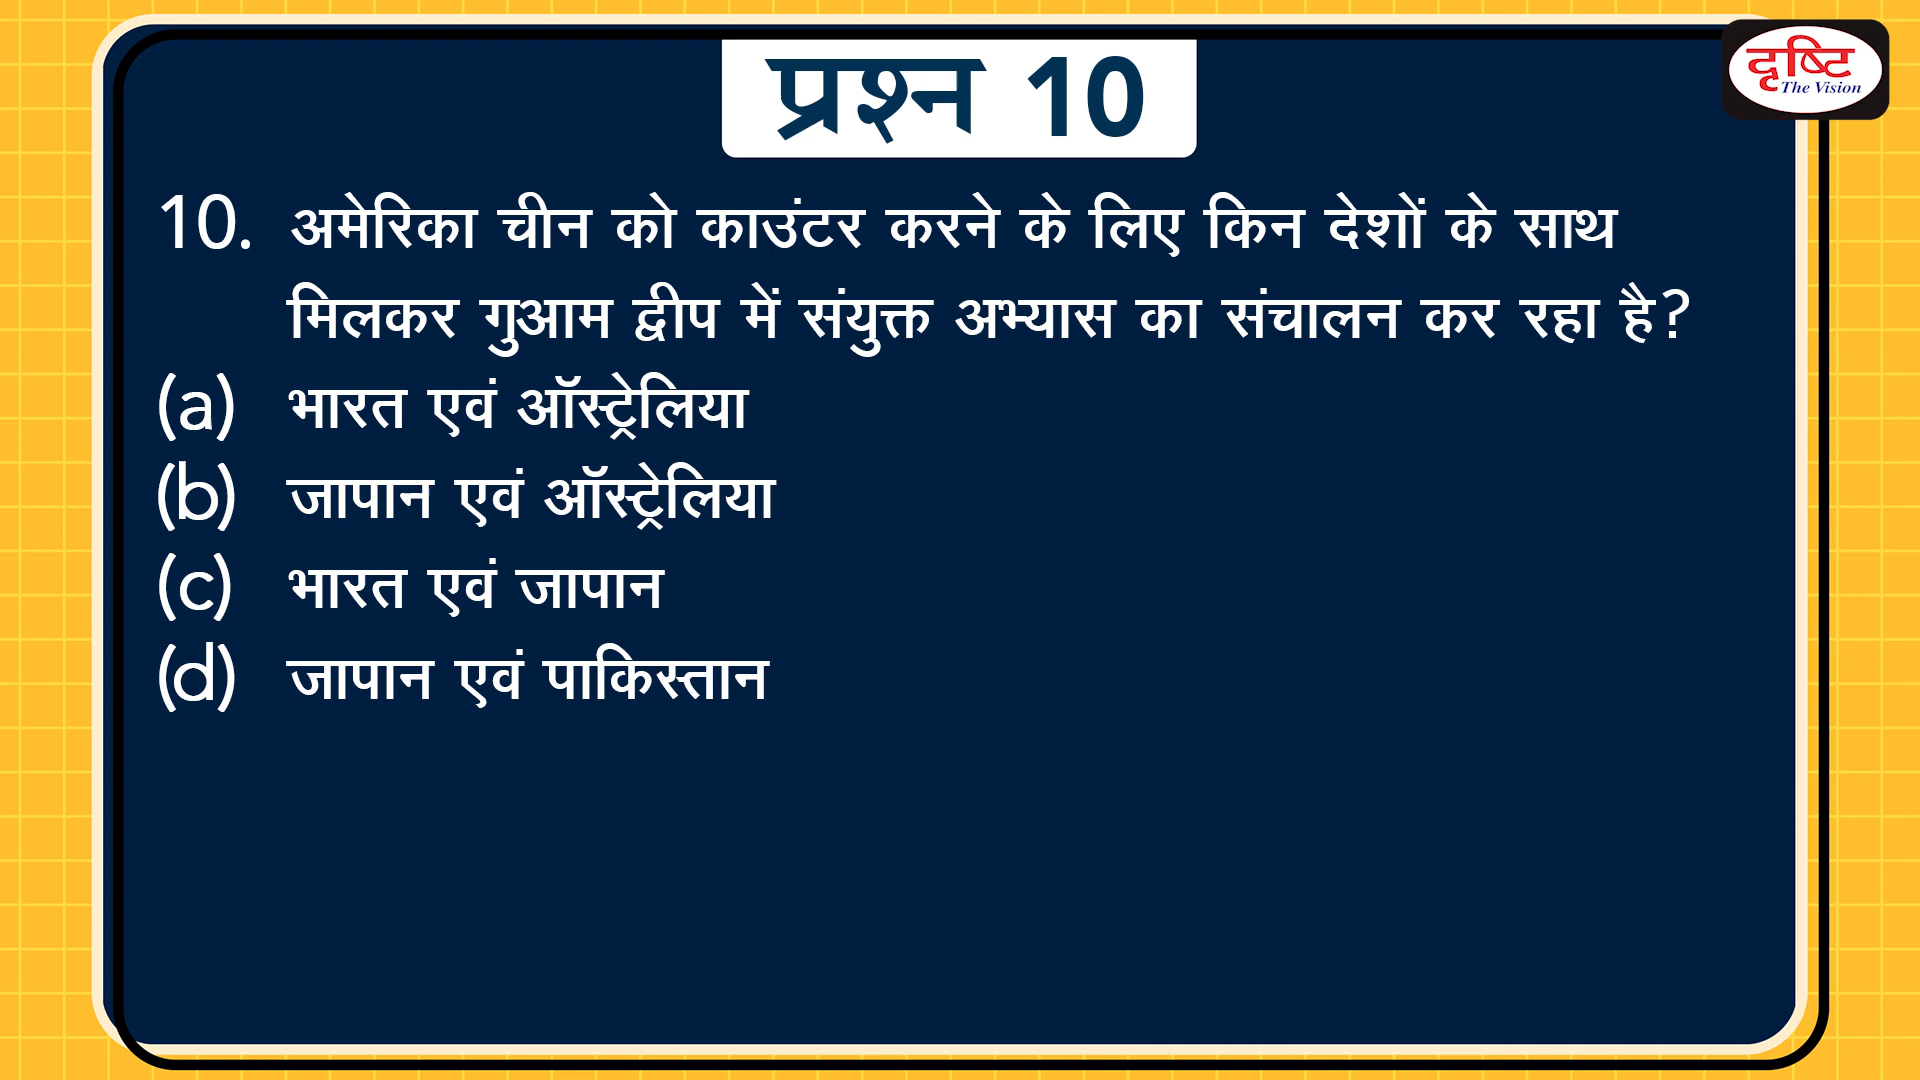 दृष्टि
The Vision
प्रश्न 10
10. अमेरिका चीन को काउंटर करने के लिए किन देशों के साथ
मिलकर गुआम द्वीप में संयुक्त अभ्यास का संचालन कर रहा है?
(a) भारत एवं ऑस्ट्रेलिया
(b) जापान एवं ऑस्ट्रेलिया
(c) भारत एवं जापान
(d) जापान एवं पाकिस्तान